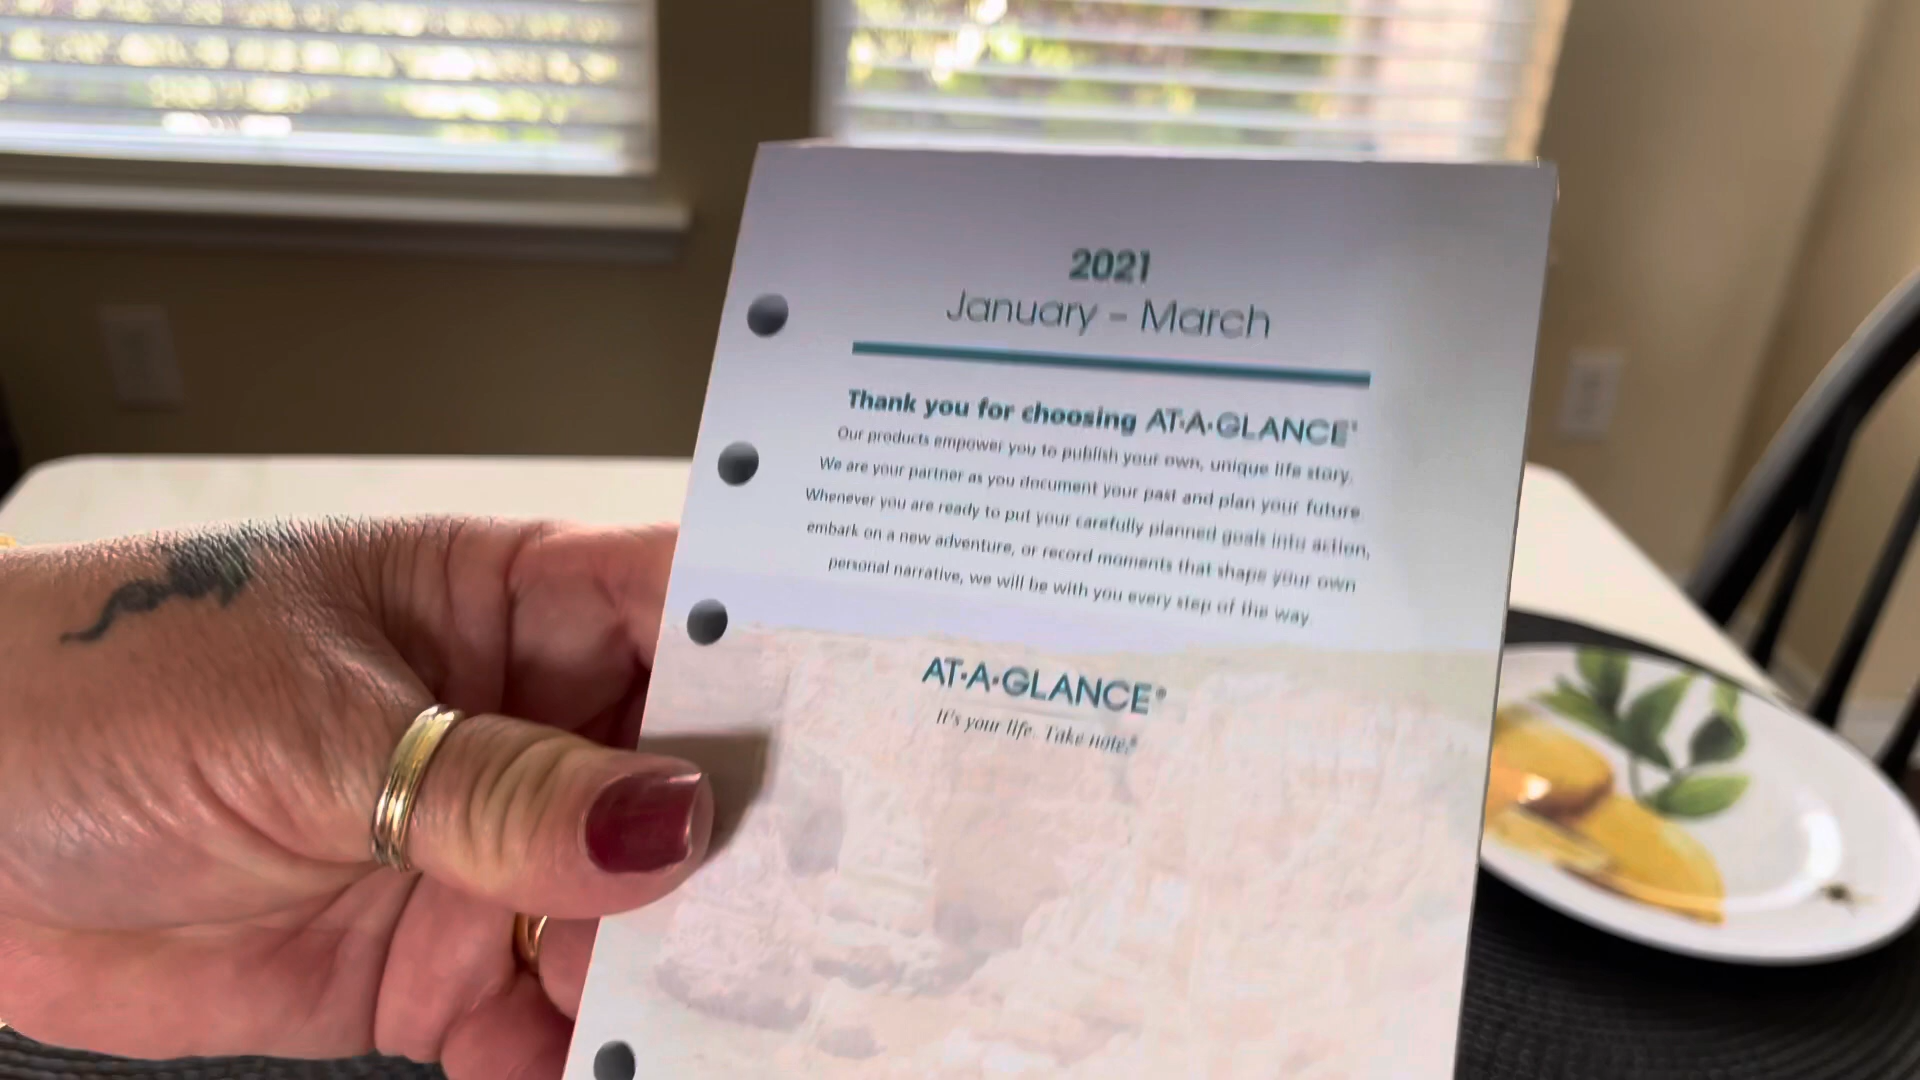 2021
January – March
Thank you for choosing AT·A·GLANCE®
Our products empower you to publish your own, unique life story.
We are your partner as you document your past and plan your future.
Whenever you are ready to put your carefully planned goals into action,
embark on a new adventure, or record moments that shape your own
personal narrative, we will be with you every step of the way.
AT·A·GLANCE®
It's your life. Take note.®